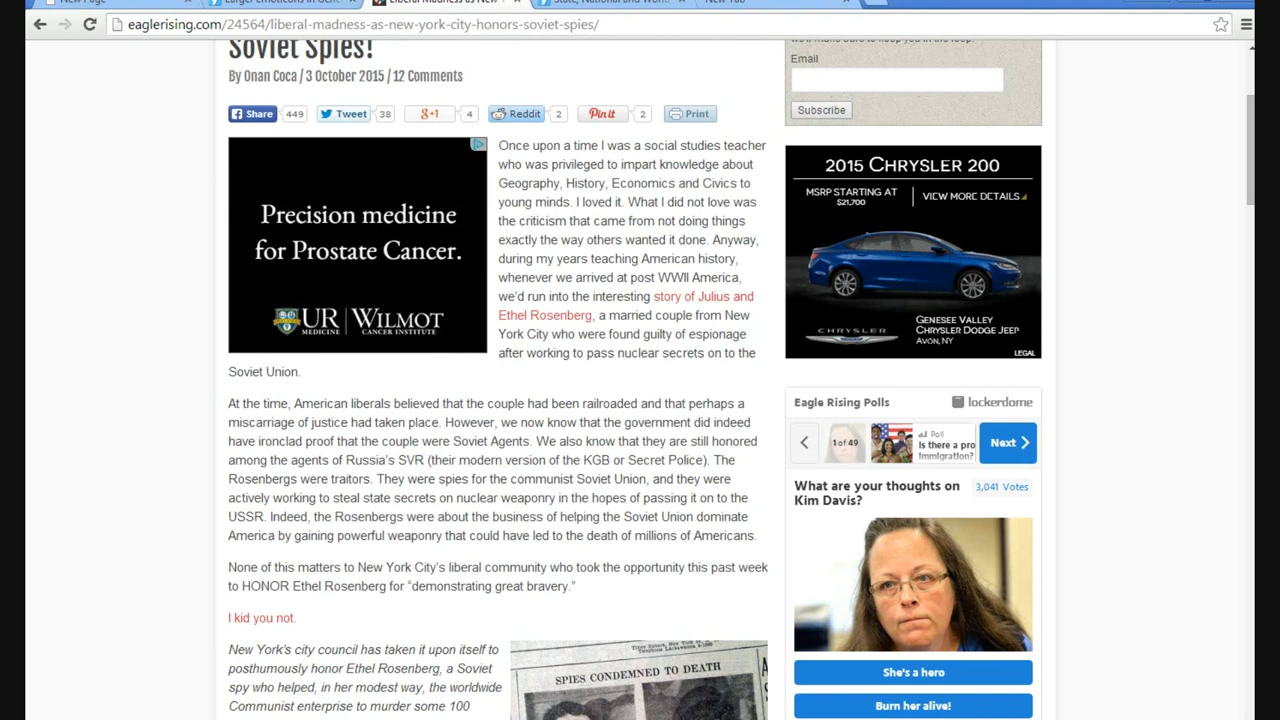 New Page
Larger emoticons in Gene
Liberal Madness as New Y
State, National and World
New Tab
eaglerising.com/24564/liberal-madness-as-new-york-city-honors-soviet-spies/
Soviet Spies!
By Onan Coca / 3 October 2015 / 12 Comments
Share 449 Tweet 38 g+1 4 Reddit 2 Pin it 2 Print
Precision medicine
for Prostate Cancer.
UR MEDICINE | WILMOT CANCER INSTITUTE
Once upon a time I was a social studies teacher
who was privileged to impart knowledge about
Geography, History, Economics and Civics to
young minds. I loved it. What I did not love was
the criticism that came from not doing things
exactly the way others wanted it done. Anyway,
during my years teaching American history,
whenever we arrived at post WWII America,
we'd run into the interesting story of Julius and
Ethel Rosenberg, a married couple from New
York City who were found guilty of espionage
after working to pass nuclear secrets on to the
Soviet Union.
At the time, American liberals believed that the couple had been railroaded and that perhaps a
miscarriage of justice had taken place. However, we now know that the government did indeed
have ironclad proof that the couple were Soviet Agents. We also know that they are still honored
among the agents of Russia's SVR (their modern version of the KGB or Secret Police). The
Rosenbergs were traitors. They were spies for the communist Soviet Union, and they were
actively working to steal state secrets on nuclear weaponry in the hopes of passing it on to the
USSR. Indeed, the Rosenbergs were about the business of helping the Soviet Union dominate
America by gaining powerful weaponry that could have led to the death of millions of Americans.
None of this matters to New York City's liberal community who took the opportunity this past week
to HONOR Ethel Rosenberg for “demonstrating great bravery.”
I kid you not.
New York's city council has taken it upon itself to
posthumously honor Ethel Rosenberg, a Soviet
spy who helped, in her modest way, the worldwide
Communist enterprise to murder some 100
SPIES CONDEMNED TO DEATH
Email
Subscribe
2015 CHRYSLER 200
MSRP STARTING AT
$21,700
VIEW MORE DETAILS
CHRYSLER
GENESEE VALLEY
CHRYSLER DODGE JEEP
AVON, NY
LEGAL
Eagle Rising Polls lockerdome
1 of 49
Poll
Is there a pro
immigration?
Next
What are your thoughts on
Kim Davis?
3,041 Votes
She's a hero
Burn her alive!